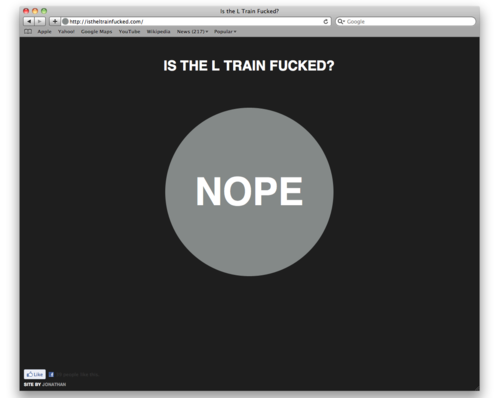 Is the L Train Fucked?
http://istheltrainfucked.com/
Google
Apple Yahoo! Google Maps YouTube Wikipedia News (217) Popular
IS THE L TRAIN FUCKED?
NOPE
Like
SITE BY JONATHAN